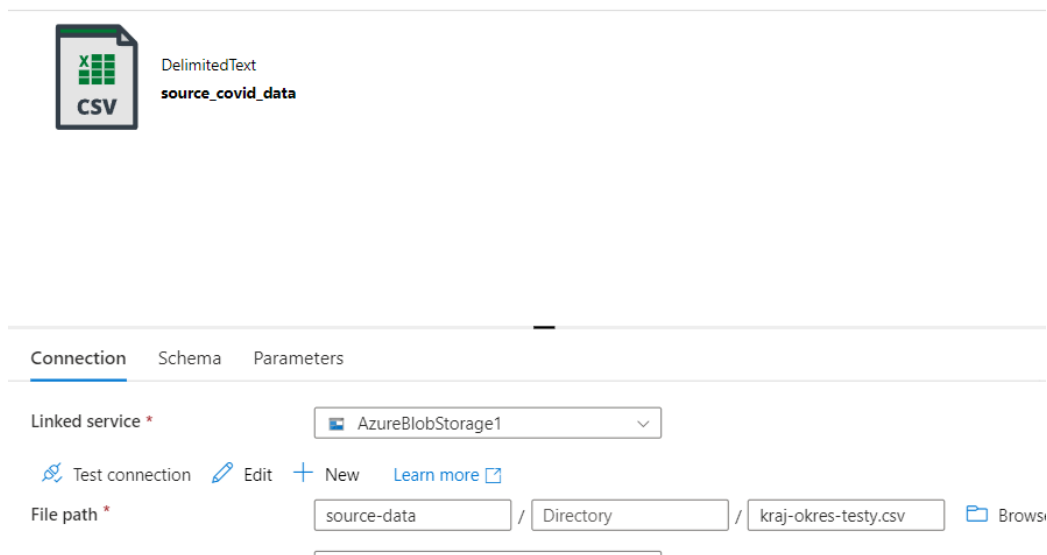 DelimitedText
CSV
source_covid_data
Connection Schema Parameters
Linked service * AzureBlobStorage1
Test connection Edit New Learn more
File path * source-data / Directory / kraj-okres-testy.csv Browse